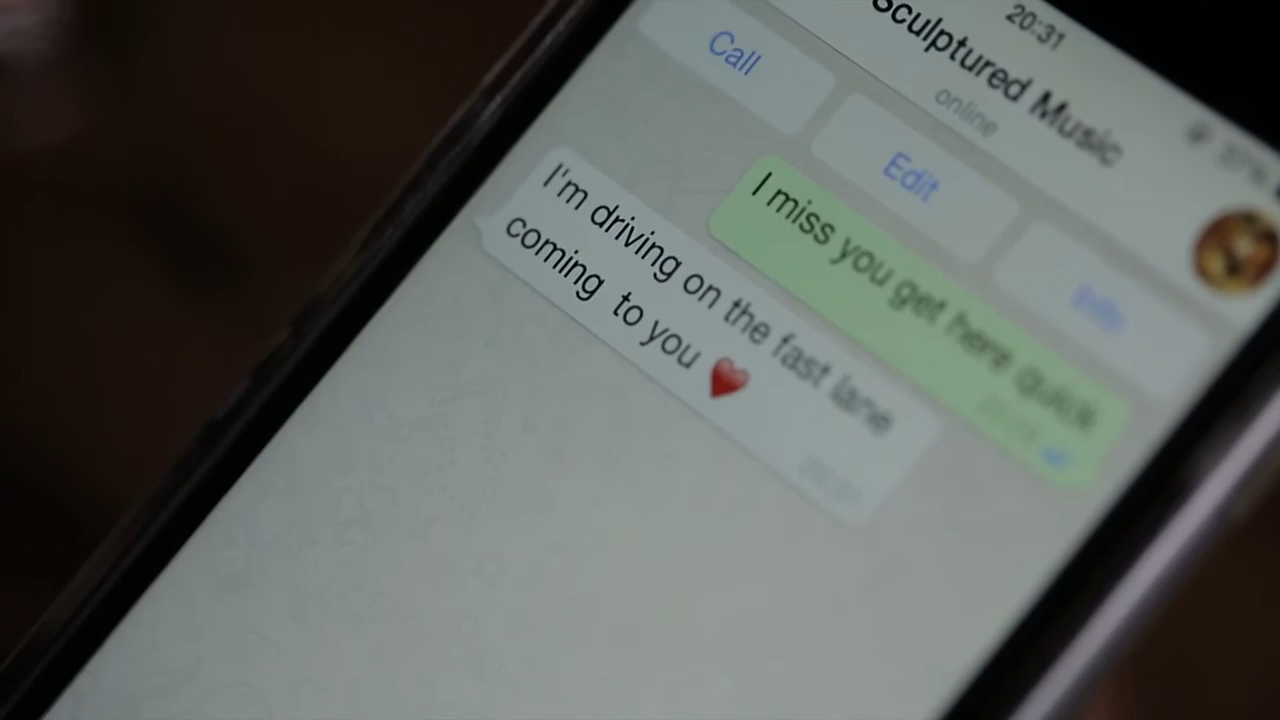 20:31
Sculptured Music
online
Call
Edit
Info
I miss you get here quick
I'm driving on the fast lane
coming to you